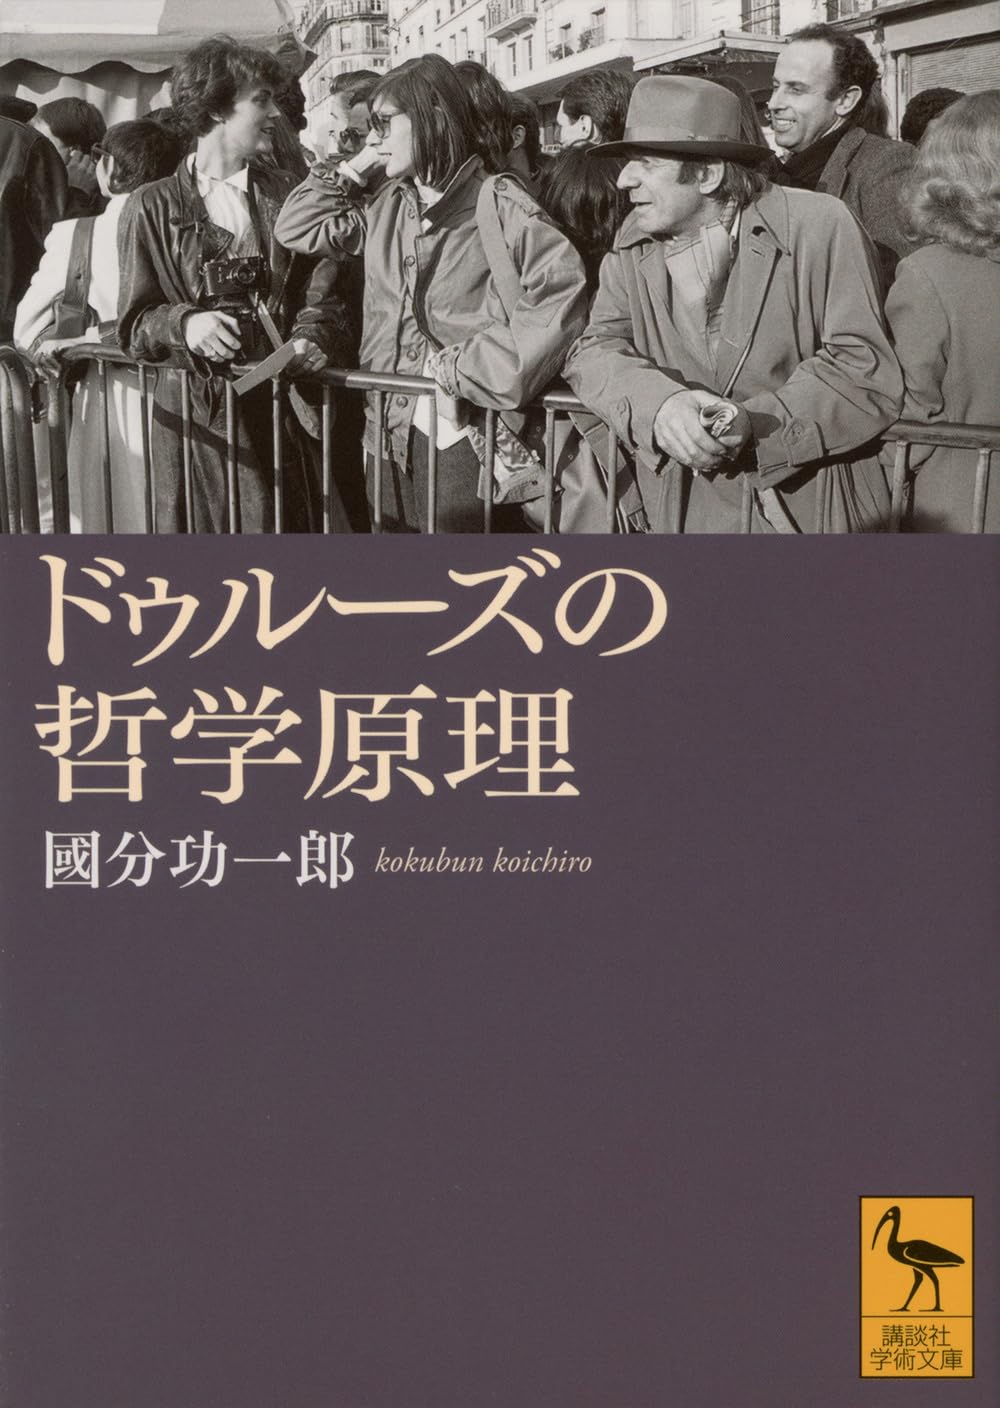 ドゥルーズの
哲学原理
國分功一郎 kokubun koichiro
講談社
学術文庫